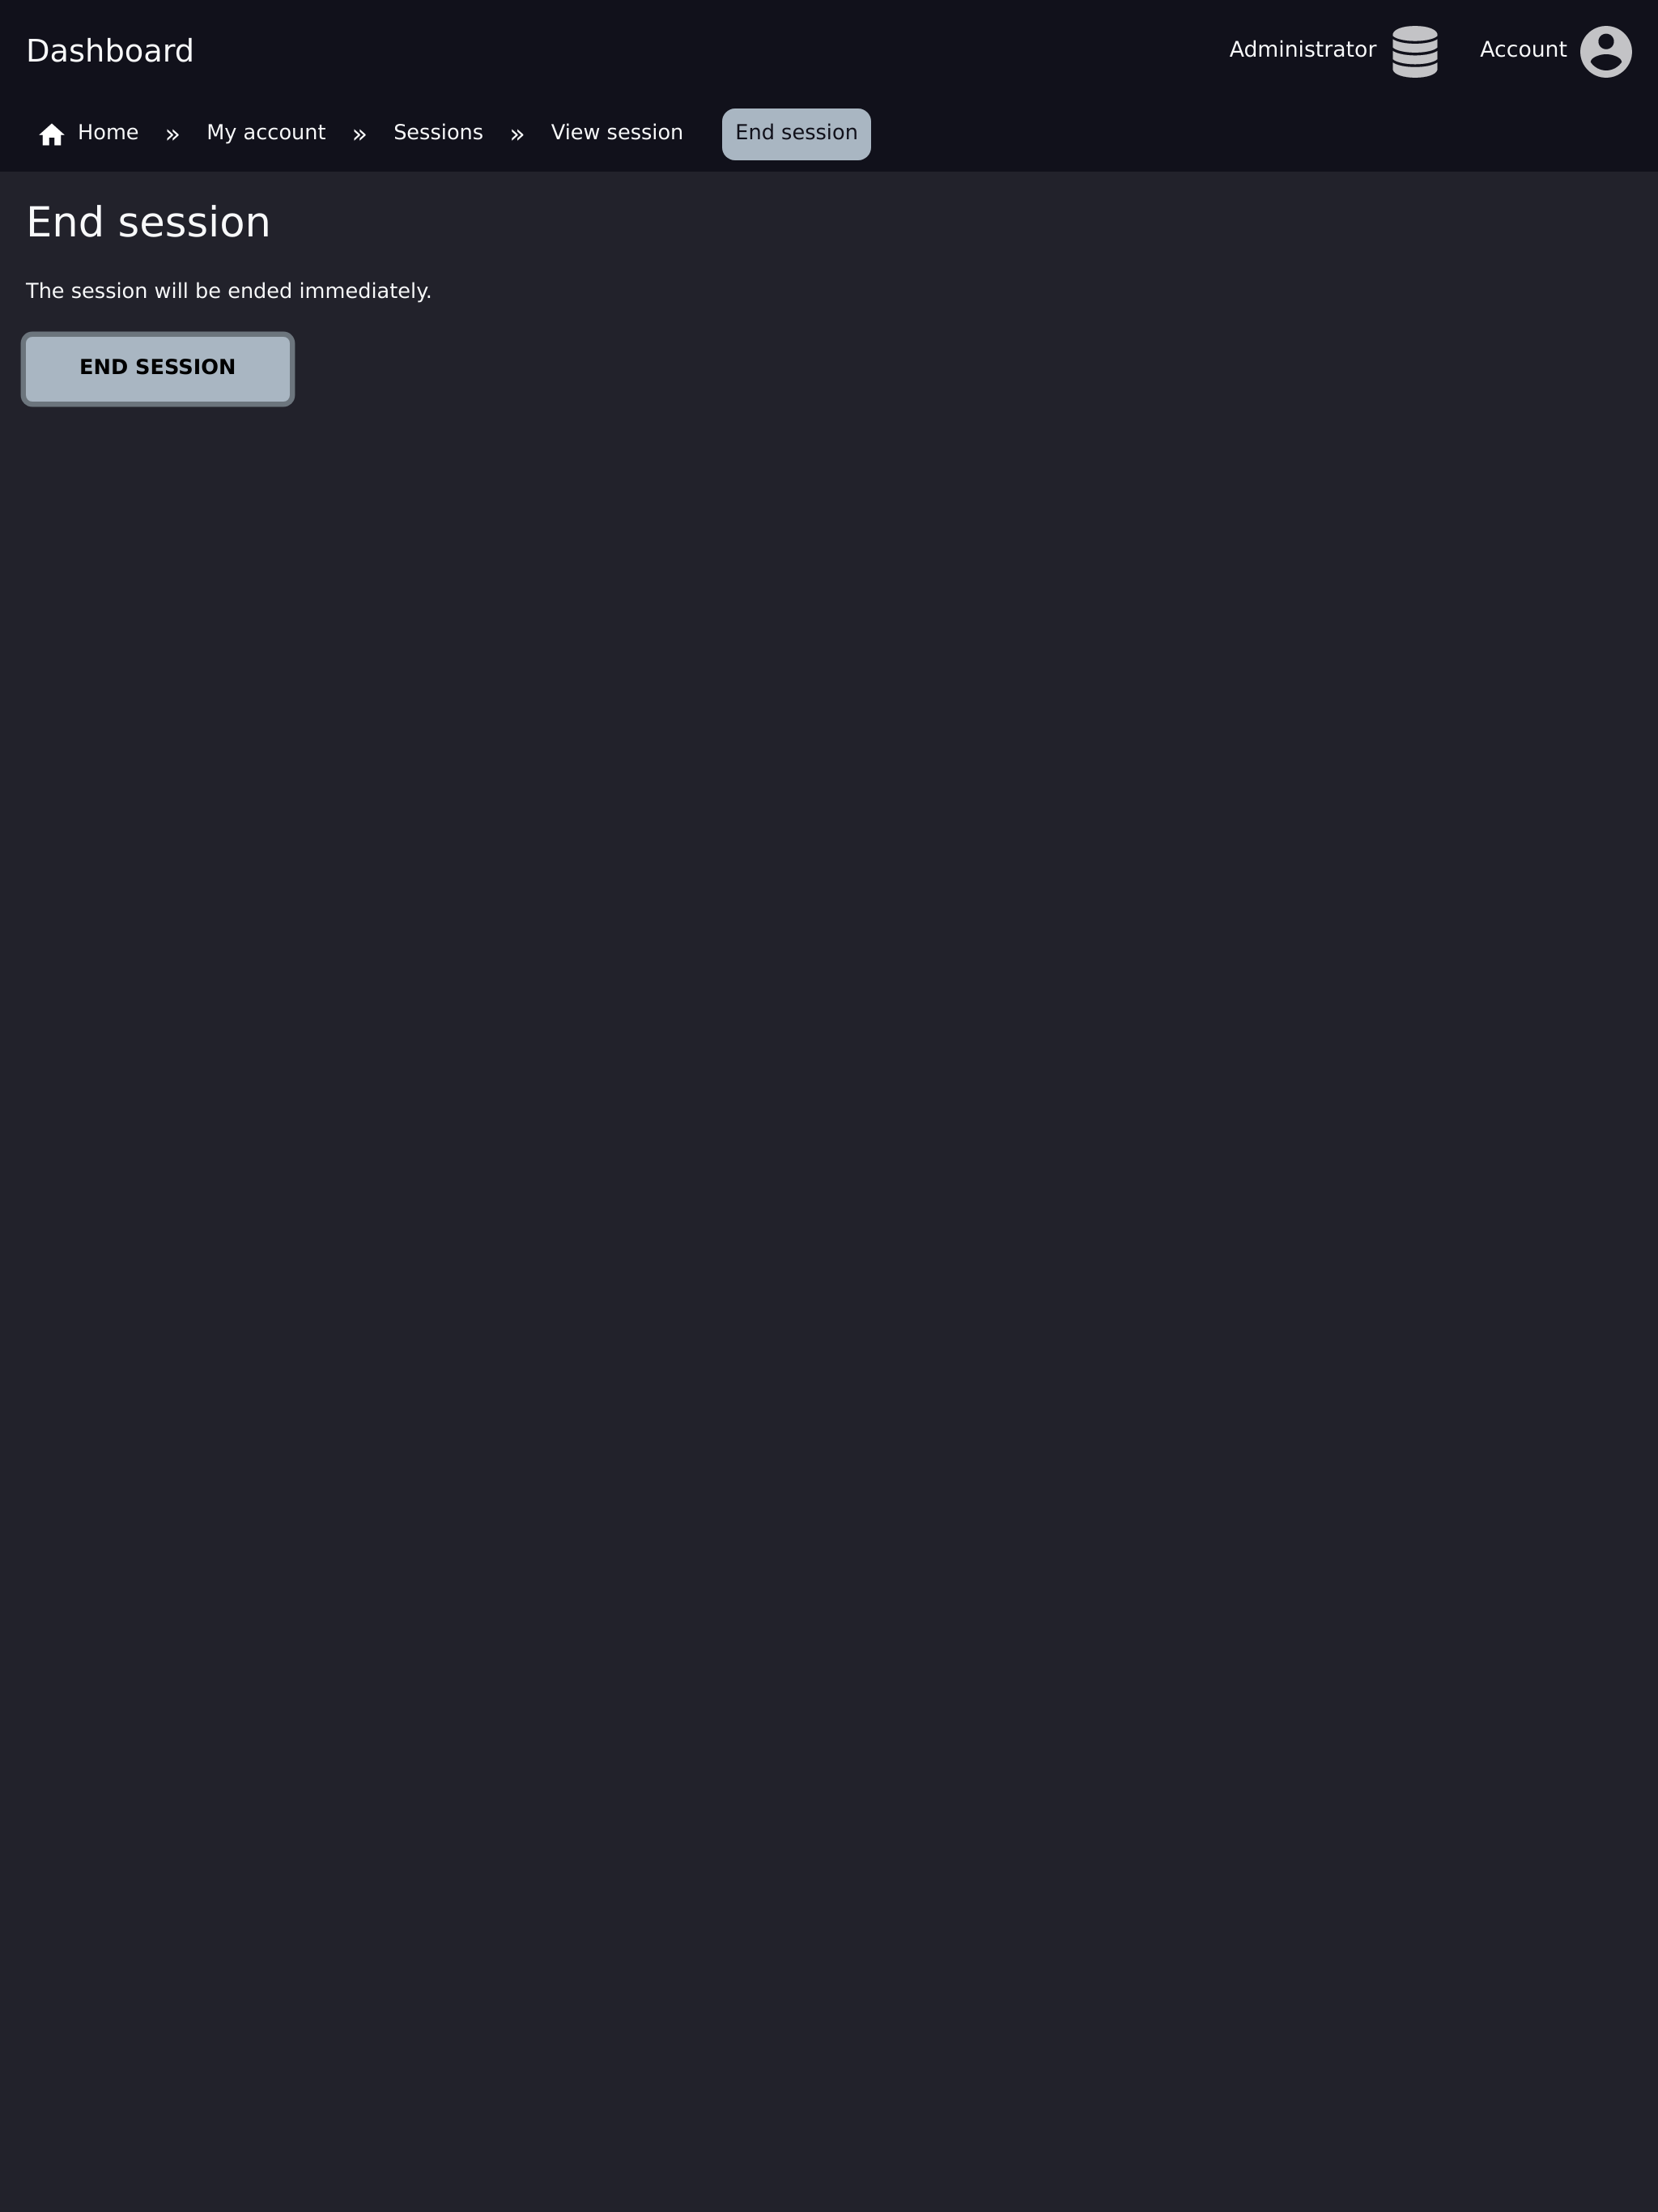 Dashboard
Administrator
Account
Home » My account » Sessions » View session End session
End session
The session will be ended immediately.
END SESSION